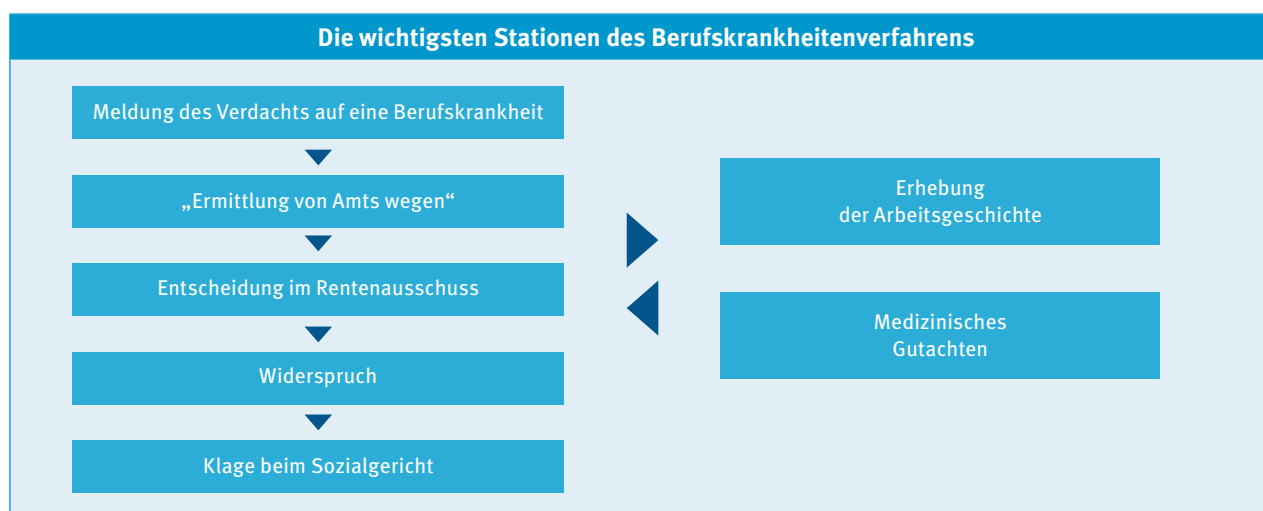 Die wichtigsten Stationen des Berufskrankheitenverfahrens
Meldung des Verdachts auf eine Berufskrankheit
„Ermittlung von Amts wegen“
Entscheidung im Rentenausschuss
Widerspruch
Klage beim Sozialgericht
Erhebung
der Arbeitsgeschichte
Medizinisches
Gutachten